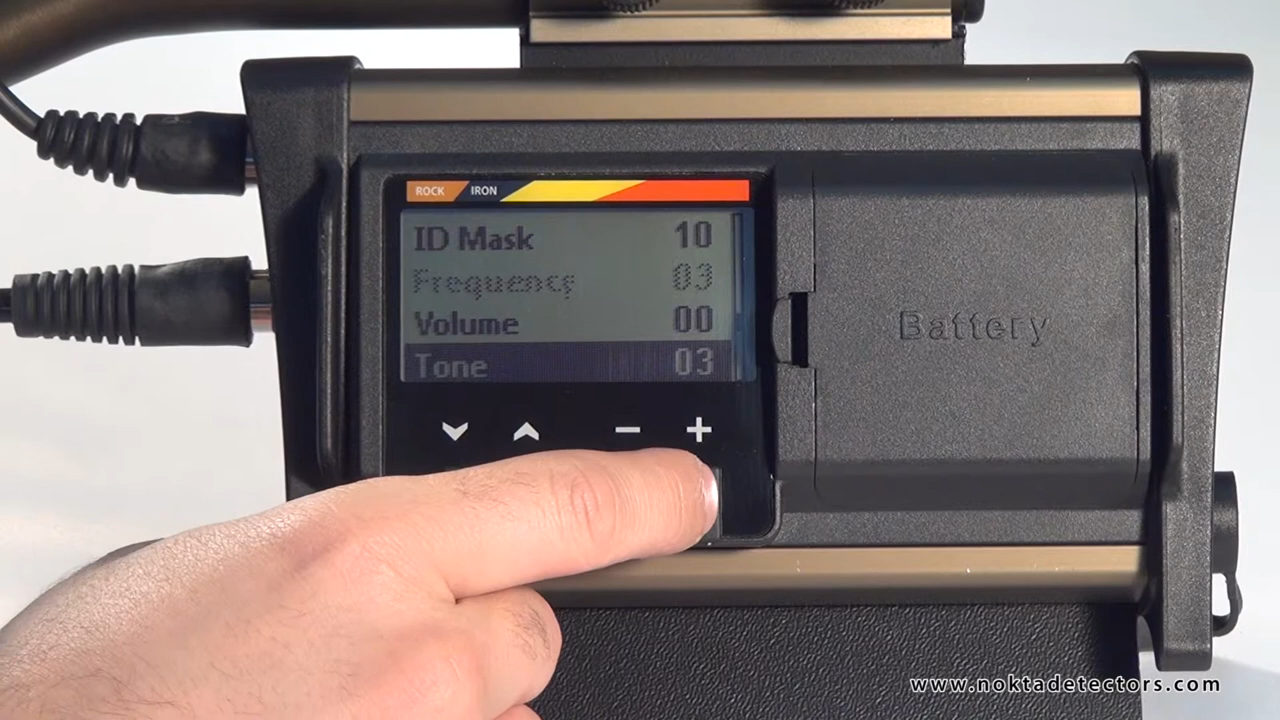 ROCK IRON
ID Mask 10
Frequency 03
Volume 00
Tone 03
Battery
www.noktadetectors.com